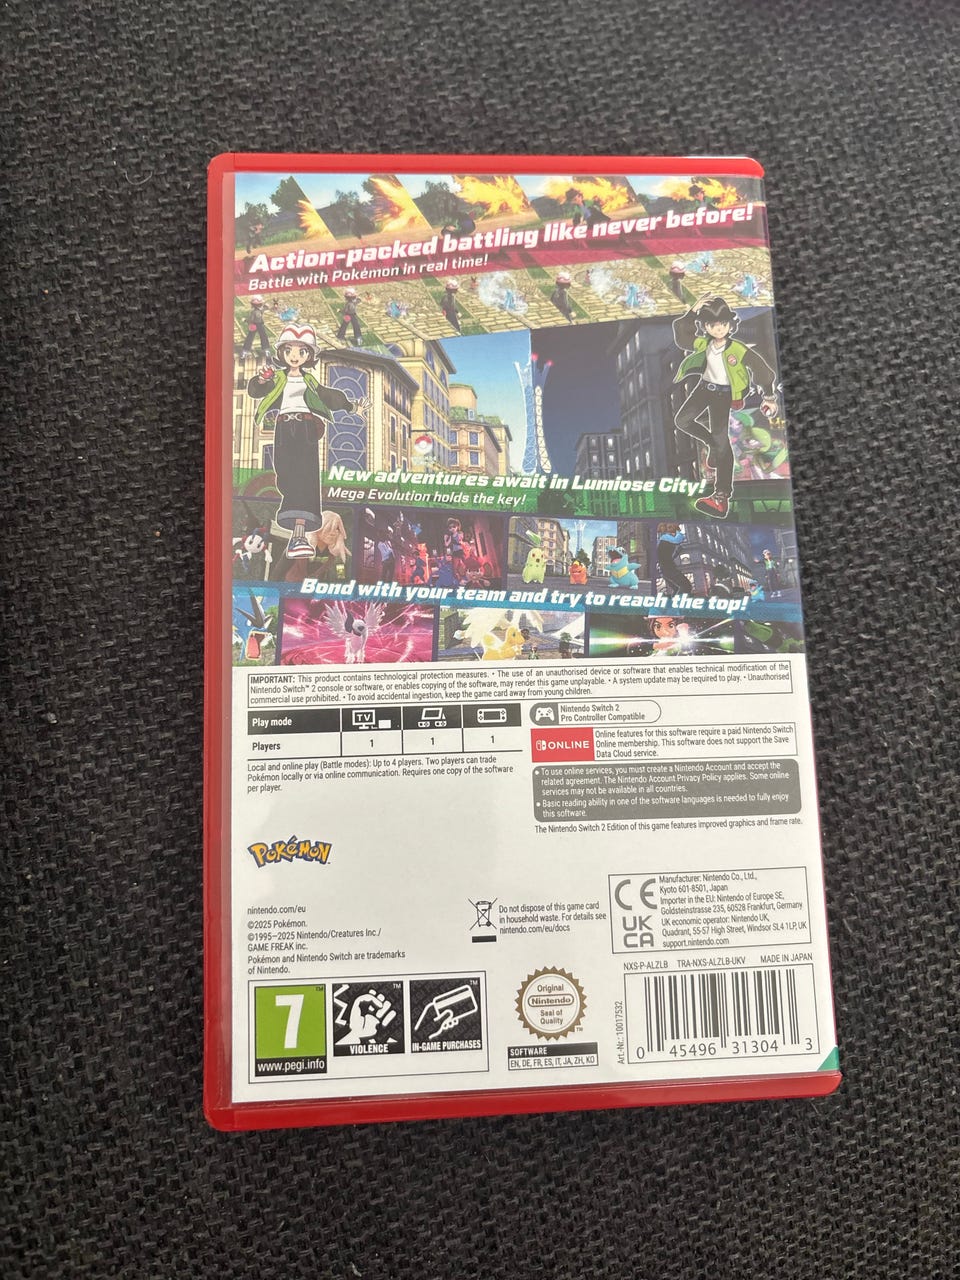 Action-packed battling like never before!
Battle with Pokémon in real time!
New adventures await in Lumiose City!
Mega Evolution holds the key!
Bond with your team and try to reach the top!
IMPORTANT: This product contains technological protection measures. • The use of an unauthorised device or software that enables technical modification of the
Nintendo Switch™ 2 console or software, or enables copying of the software, may render this game unplayable. • A system update may be required to play. • Unauthorised
commercial use prohibited. • To avoid accidental ingestion, keep the game card away from young children.
Play mode TV
Players 1 1 1
Local and online play (Battle modes): Up to 4 players. Two players can trade
Pokémon locally or via online communication. Requires one copy of the software
per player.
Nintendo Switch 2
Pro Controller Compatible
ONLINE
Online features for this software require a paid Nintendo Switch
Online membership. This software does not support the Save
Data Cloud service.
• To use online services, you must create a Nintendo Account and accept the
related agreement. The Nintendo Account Privacy Policy applies. Some online
services may not be available in all countries.
• Basic reading ability in one of the software languages is needed to fully enjoy
this software.
The Nintendo Switch 2 Edition of this game features improved graphics and frame rate.
POKéMON
nintendo.com/eu
©2025 Pokémon.
©1995–2025 Nintendo/Creatures Inc./
GAME FREAK inc.
Pokémon and Nintendo Switch are trademarks
of Nintendo.
Do not dispose of this game card
in household waste. For details see
nintendo.com/eu/docs
CE
UK
CA
Manufacturer: Nintendo Co., Ltd.,
Kyoto 601-8501, Japan
Importer in the EU: Nintendo of Europe SE,
Goldsteinstrasse 235, 60528 Frankfurt, Germany
UK economic operator: Nintendo UK,
Quadrant, 55-57 High Street, Windsor SL4 1LP, UK
support.nintendo.com
NXS-P-ALZLB TRA-NXS-ALZLB-UKV MADE IN JAPAN
7™
www.pegi.info
™
VIOLENCE
™
IN-GAME PURCHASES
Original
Nintendo
Seal of
Quality
™
SOFTWARE
EN, DE, FR, ES, IT, JA, ZH, KO
Art.-Nr.: 10017532
0 45496 31304 3